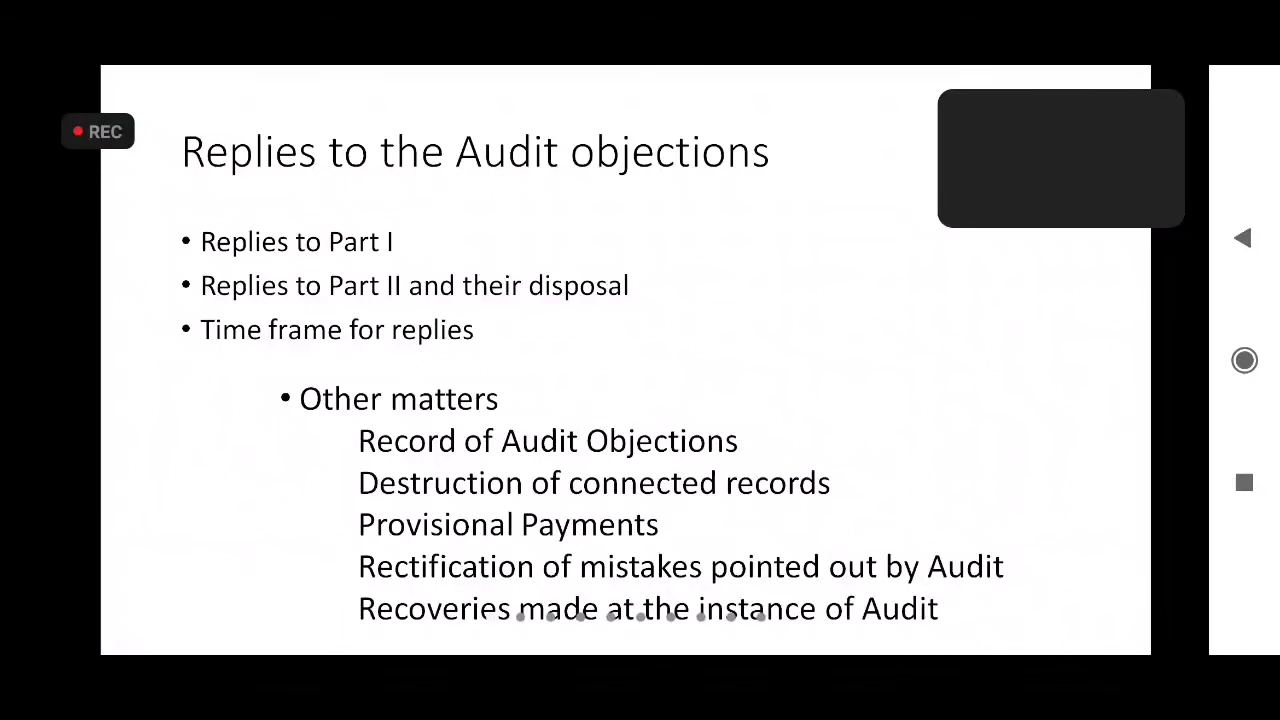 REC
Replies to the Audit objections
• Replies to Part I
• Replies to Part II and their disposal
• Time frame for replies
• Other matters
Record of Audit Objections
Destruction of connected records
Provisional Payments
Rectification of mistakes pointed out by Audit
Recoveries made at the instance of Audit